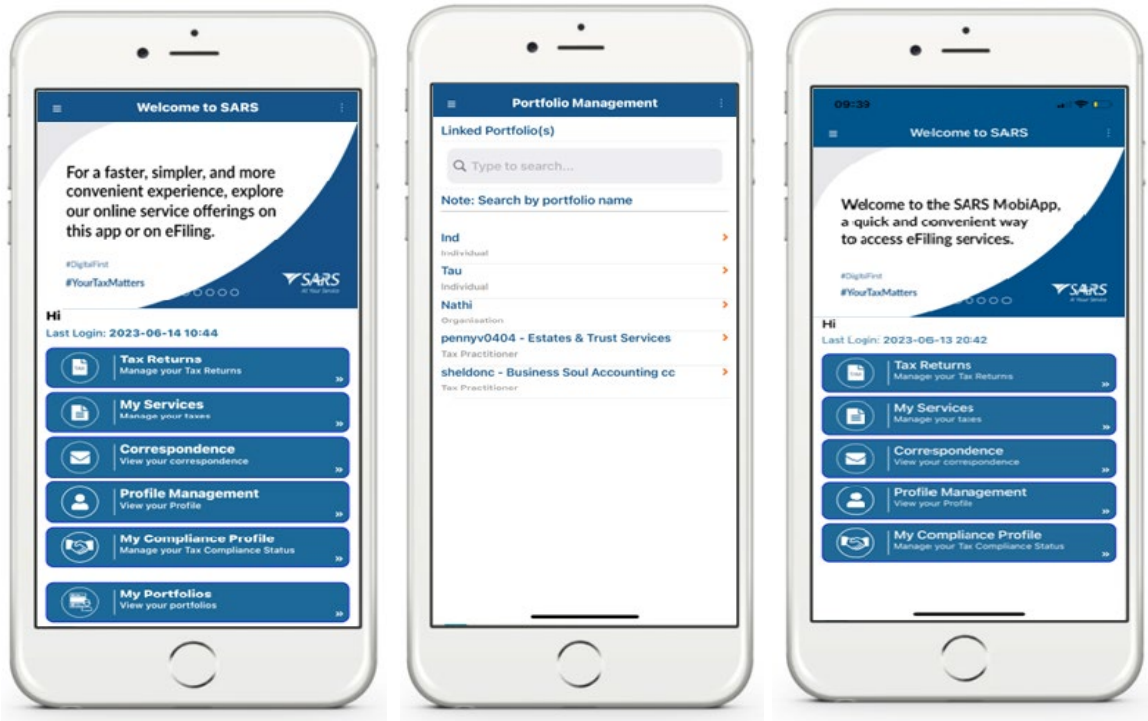 Welcome to SARS
For a faster, simpler, and more
convenient experience, explore
our online service offerings on
this app or on eFiling.
#DigitalFirst
#YourTaxMatters
SARS
At Your Service
Hi
Last Login: 2023-06-14 10:44
Tax Returns
Manage your Tax Returns
»
My Services
Manage your taxes
»
Correspondence
View your correspondence
»
Profile Management
View your Profile
»
My Compliance Profile
Manage your Tax Compliance Status
»
My Portfolios
View your portfolios
»
Portfolio Management
Linked Portfolio(s)
Type to search...
Note: Search by portfolio name
Ind
Individual
Tau
Individual
Nathi
Organisation
pennyv0404 - Estates & Trust Services
Tax Practitioner
sheldonc - Business Soul Accounting cc
Tax Practitioner
09:39
Welcome to SARS
Welcome to the SARS MobiApp,
a quick and convenient way
to access eFiling services.
#DigitalFirst
#YourTaxMatters
SARS
At Your Service
Hi
Last Login: 2023-06-13 20:42
Tax Returns
Manage your Tax Returns
»
My Services
Manage your taxes
»
Correspondence
View your correspondence
»
Profile Management
View your Profile
»
My Compliance Profile
Manage your Tax Compliance Status
»